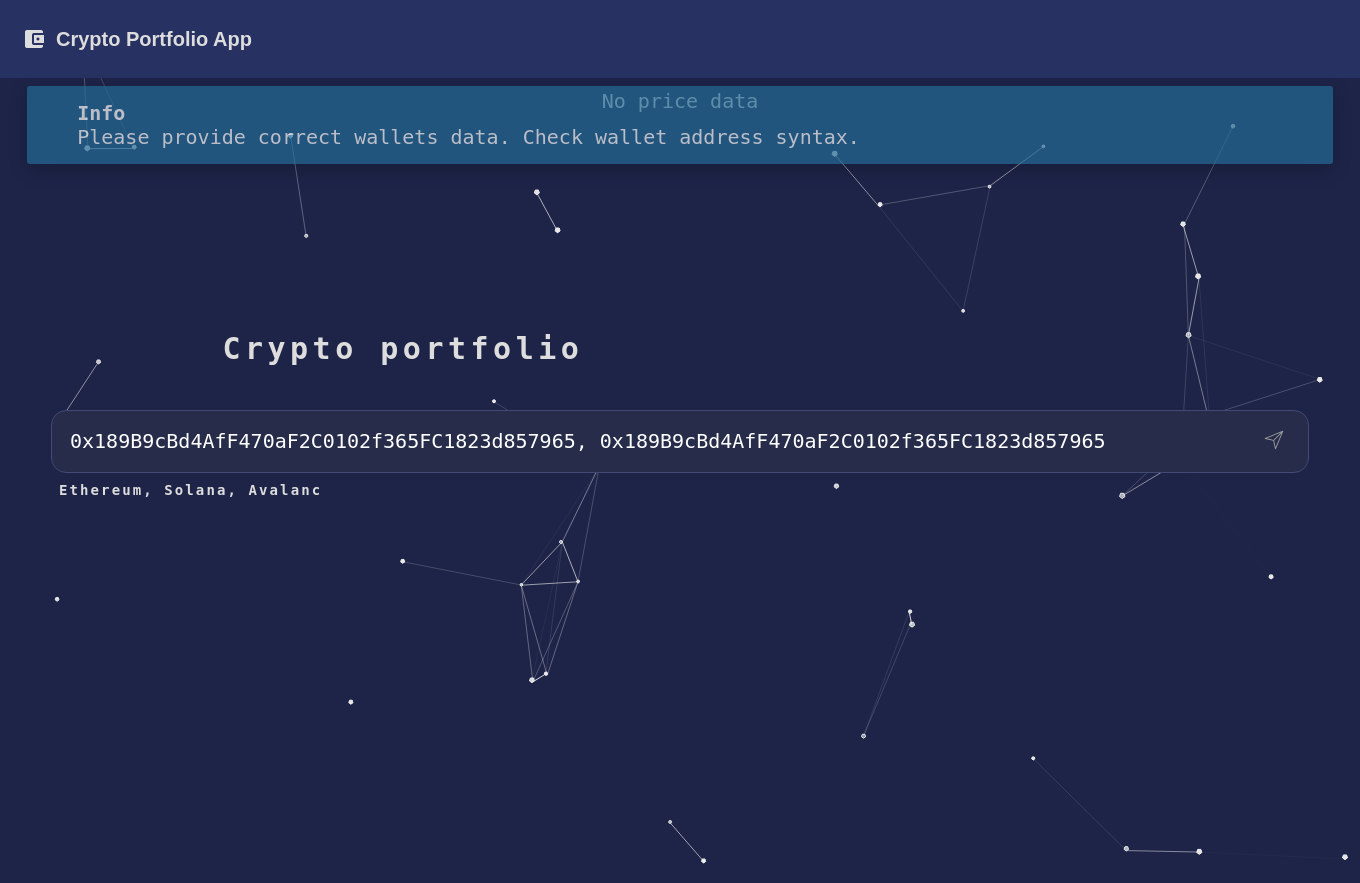 Crypto Portfolio App
No price data
Info
Please provide correct wallets data. Check wallet address syntax.
Crypto portfolio
0x189B9cBd4AfF470aF2C0102f365FC1823d857965, 0x189B9cBd4AfF470aF2C0102f365FC1823d857965
Ethereum, Solana, Avalanc